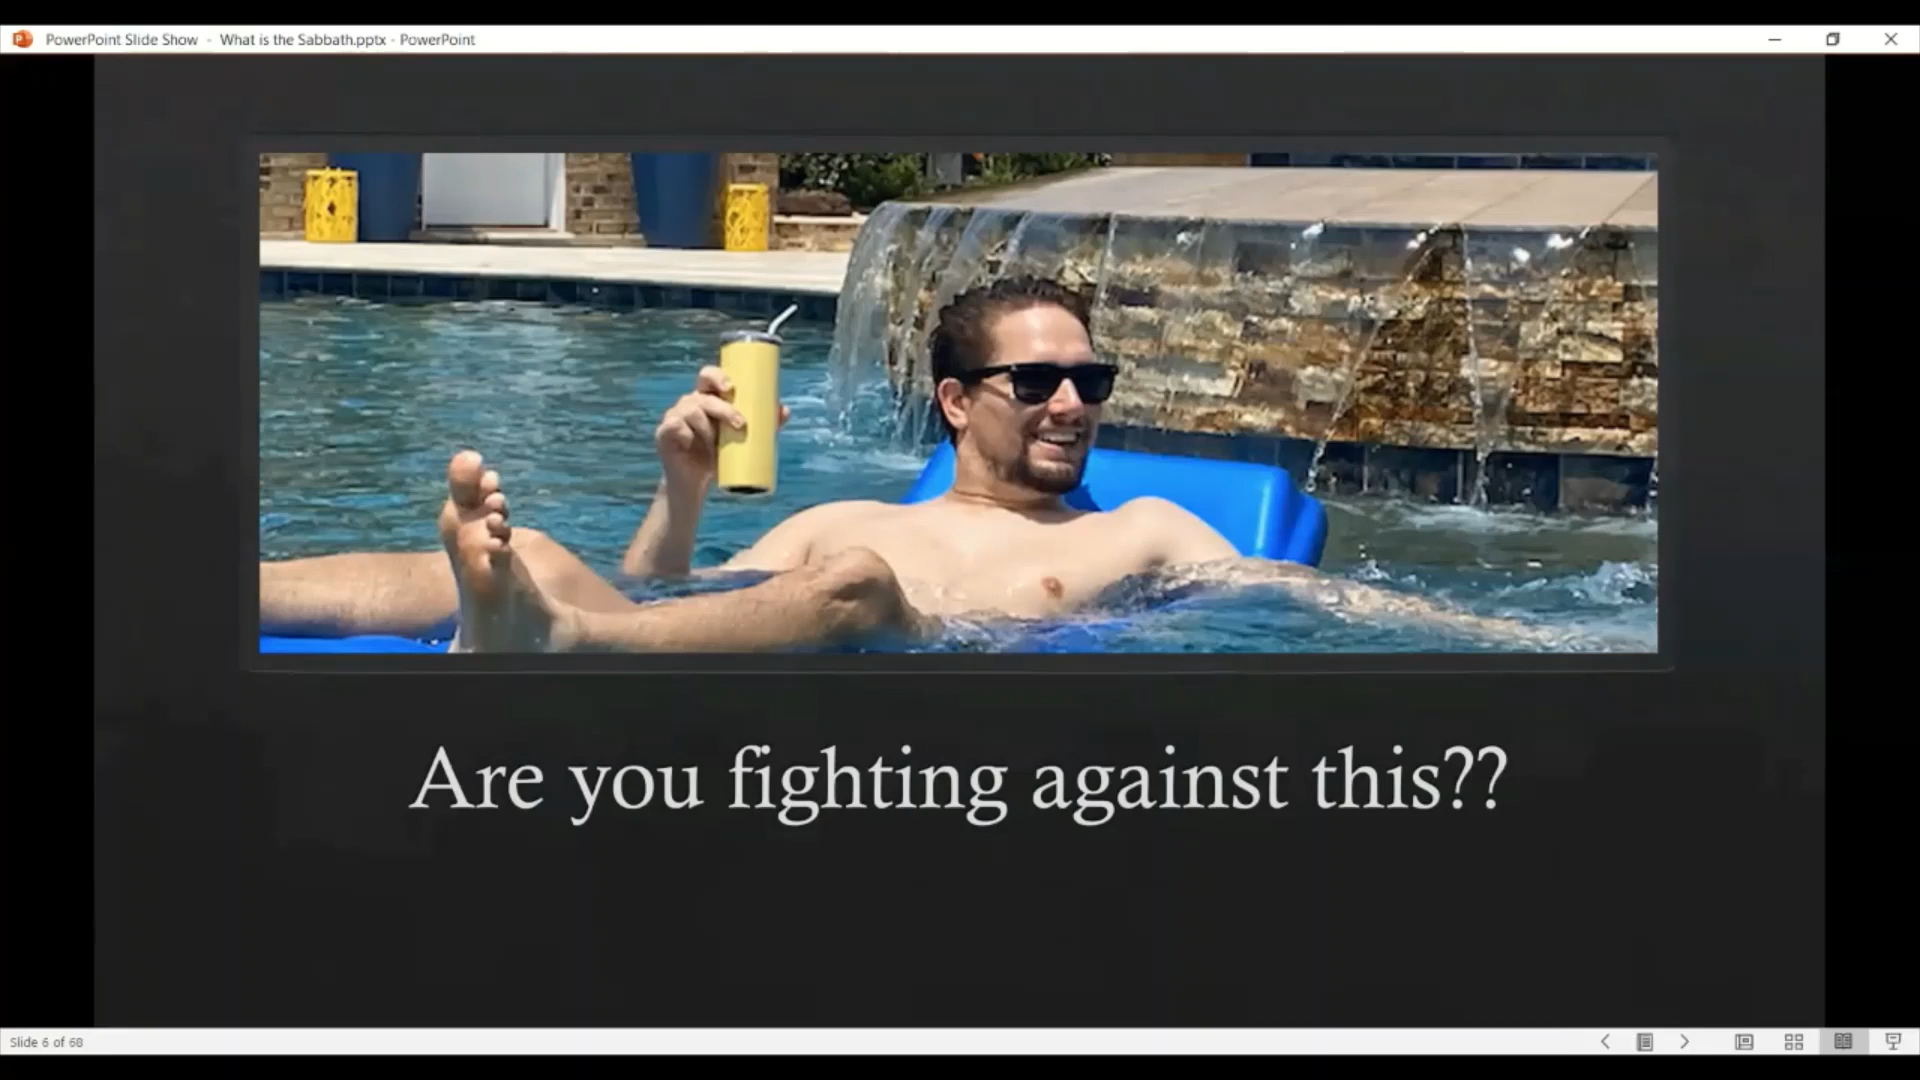 PowerPoint Slide Show - What is the Sabbath.pptx - PowerPoint
Are you fighting against this??
Slide 6 of 68